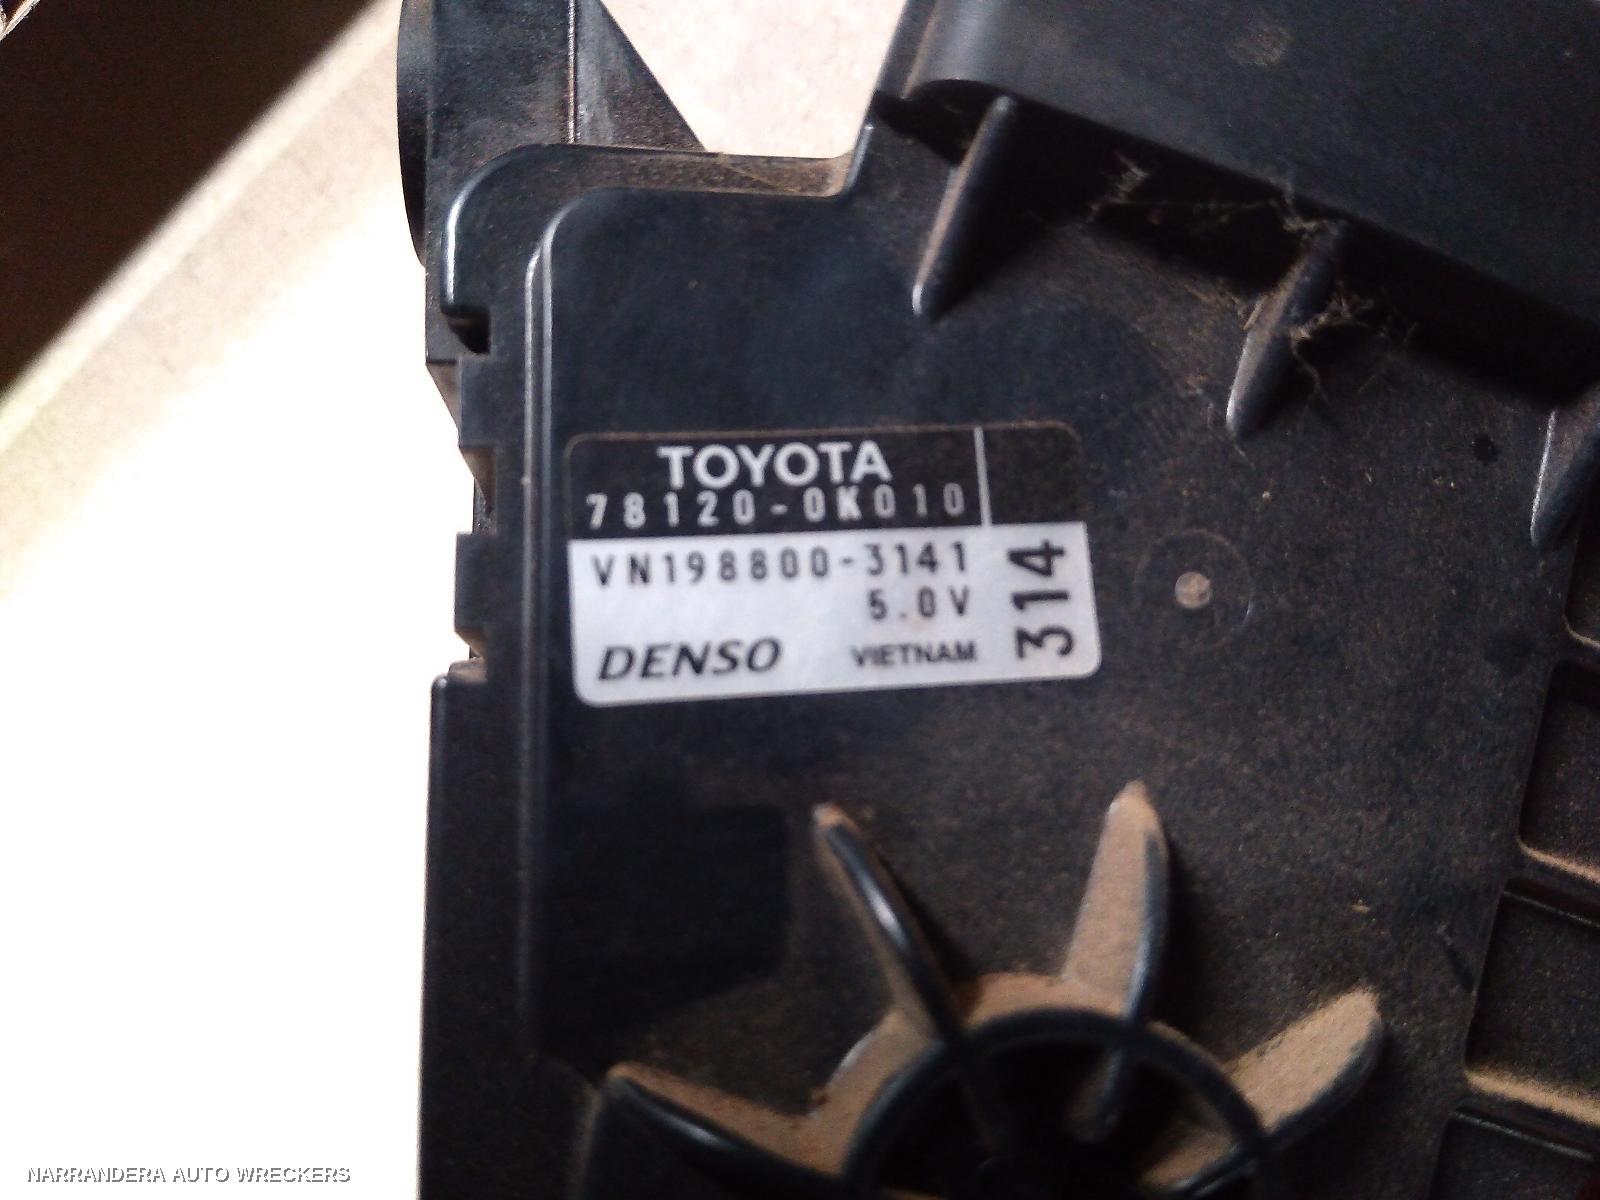 TOYOTA
78120-0K010
VN198800-3141
5.0V
DENSO VIETNAM
314
NARRANDERA AUTO WRECKERS